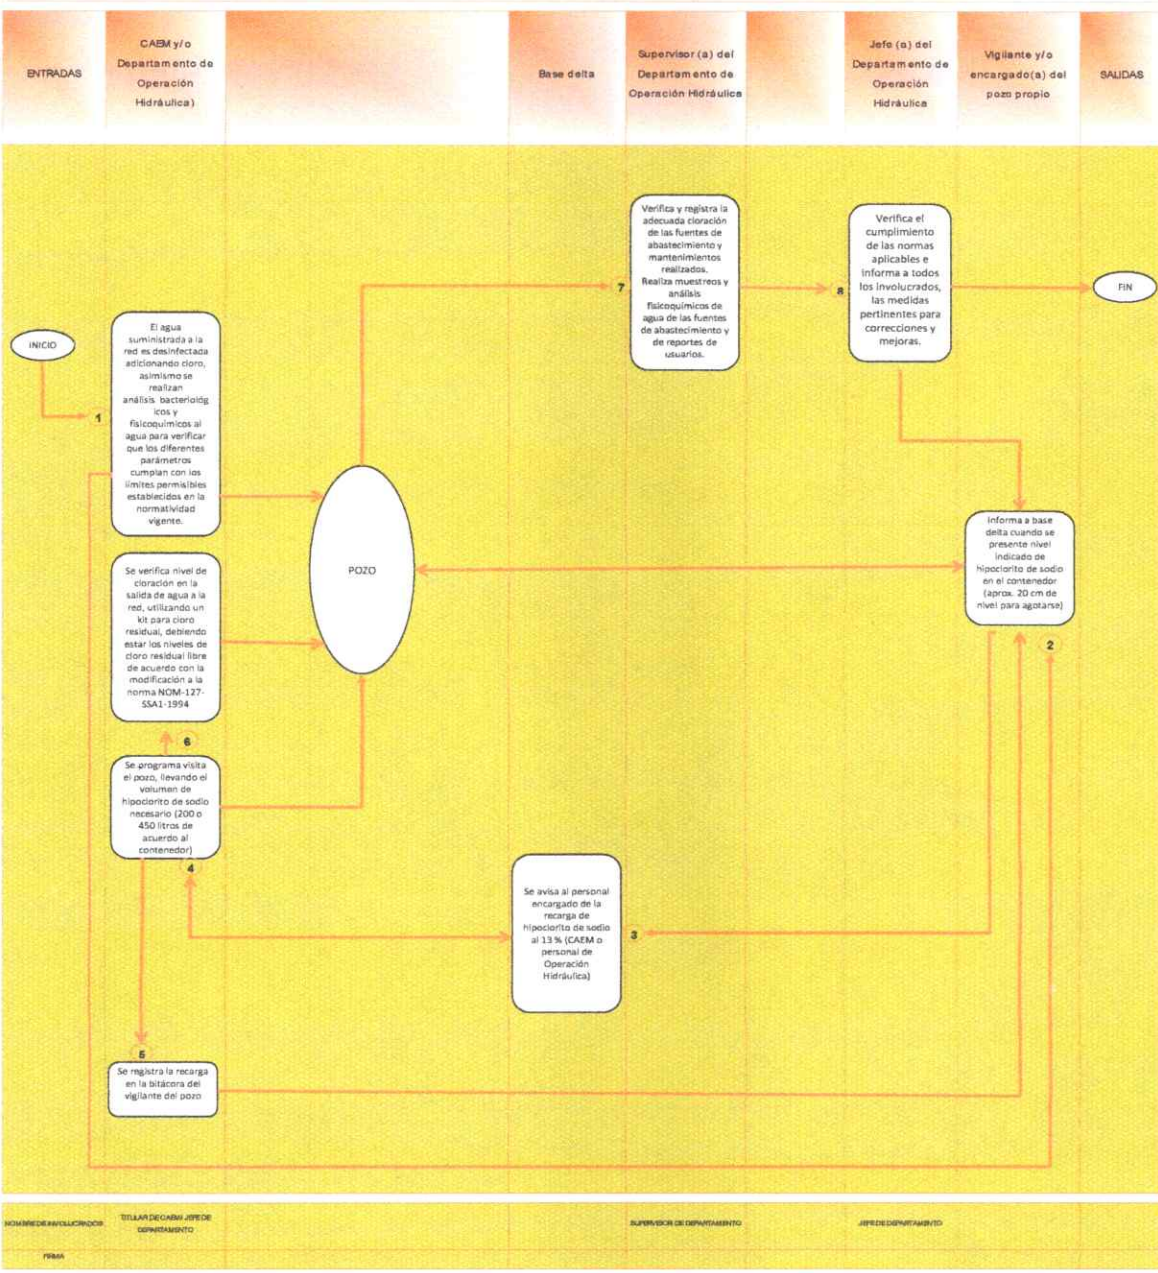 ENTRADAS
CAEM y/o
Departamento de
Operación
Hidráulica)
Base delta
Supervisor (a) del
Departamento de
Operación Hidráulica
Jefe (a) del
Departamento de
Operación
Hidráulica
Vigilante y/o
encargado(a) del
pozo propio
SALIDAS
INICIO
1
El agua
suministrada a la
red es desinfectada
adicionando cloro,
asimismo se
realizan
análisis bacteriológ
icos y
fisicoquímicos al
agua para verificar
que los diferentes
parámetros
cumplan con los
límites permisibles
establecidos en la
normatividad
vigente.
Se verifica nivel de
cloración en la
salida de agua a la
red, utilizando un
kit para cloro
residual, debiendo
estar los niveles de
cloro residual libre
de acuerdo con la
modificación a la
norma NOM-127-
SSA1-1994
6
Se programa visita
el pozo, llevando el
volumen de
hipoclorito de sodio
necesario (200 o
450 litros de
acuerdo al
contenedor)
4
5
Se registra la recarga
en la bitácora del
vigilante del pozo
POZO
Se avisa al personal
encargado de la
recarga de
hipoclorito de sodio
al 13 % (CAEM o
personal de
Operación
Hidráulica)
3
7
Verifica y registra la
adecuada cloración
de las fuentes de
abastecimiento y
mantenimientos
realizados.
Realiza muestreos y
análisis
fisicoquímicos de
agua de las fuentes
de abastecimiento y
de reportes de
usuarios.
8
Verifica el
cumplimiento
de las normas
aplicables e
informa a todos
los involucrados,
las medidas
pertinentes para
correcciones y
mejoras.
FIN
Informa a base
delta cuando se
presente nivel
indicado de
hipoclorito de sodio
en el contenedor
(aprox. 20 cm de
nivel para agotarse)
2
NOMBRE DE INVOLUCRADOS
TITULAR DE CAEM/ JEFE DE
DEPARTAMENTO
SUPERVISOR DE DEPARTAMENTO
JEFE DE DEPARTAMENTO
FIRMA